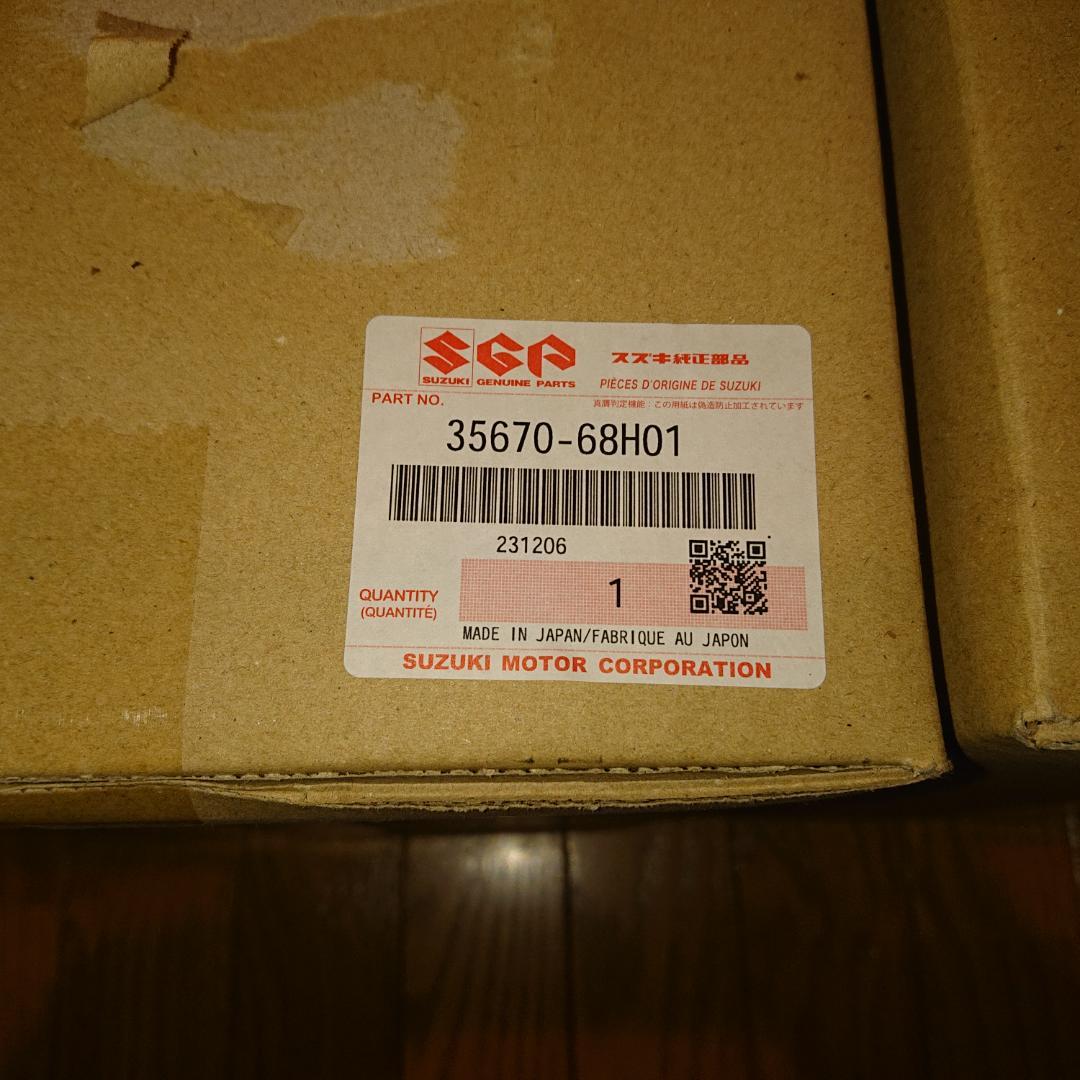 SGP スズキ純正部品
SUZUKI GENUINE PARTS PIÈCES D'ORIGINE DE SUZUKI
PART NO. 真贋判定機能：この用紙は偽造防止加工されています
35670-68H01
231206
QUANTITY 1
(QUANTITÉ)
MADE IN JAPAN/FABRIQUE AU JAPON
SUZUKI MOTOR CORPORATION